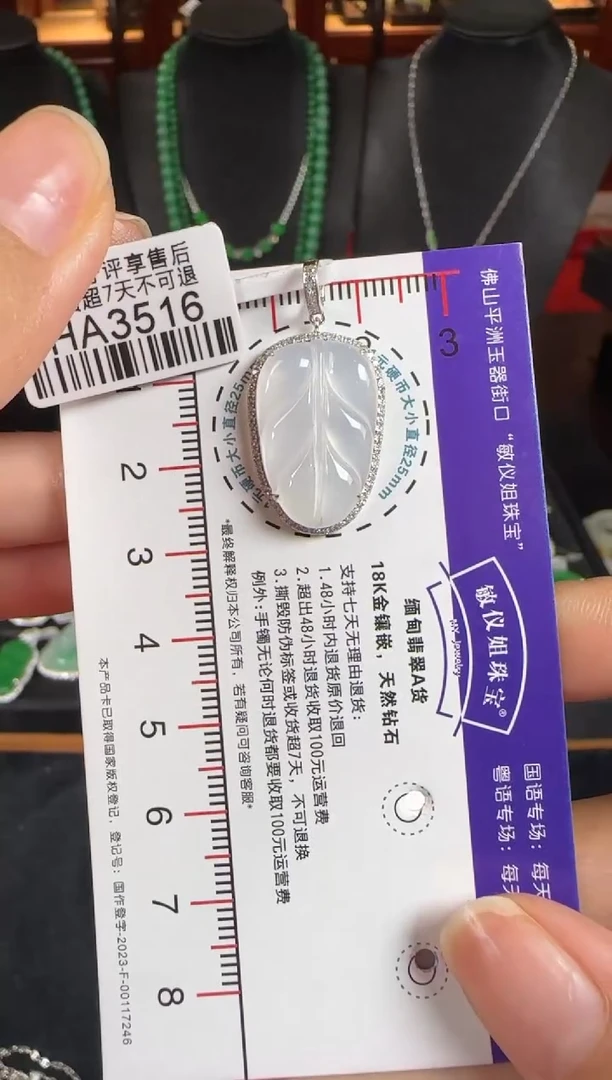 评享售后
超7天不可退
HA3516
3
2
3
4
5
6
7
8
元硬币大小直径25mm
硬币大小直径25m
佛山平洲玉器街口“敏仪姐珠宝”
敏仪姐珠宝®
MY Jewelry
国语专场：每天
粤语专场：每天
缅甸翡翠A货
18K金镶嵌，天然钻石
支持七天无理由退货：
1.48小时内退货原价退回
2.超出48小时退货收取100元运营费
3.撕毁防伪标签或收货超7天，不可退换
例外：手镯无论何时退货都要收取100元运营费
*最终解释权归本公司所有，若有疑问可咨询客服*
本产品卡已取得国家版权登记，登记号：国作登字-2023-F-00117246